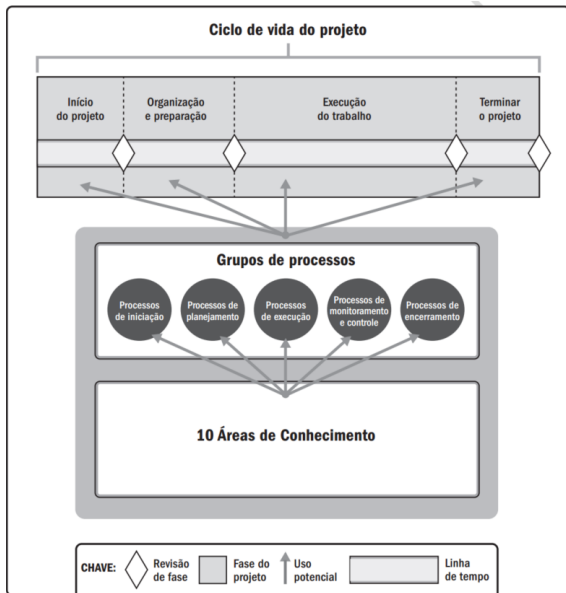 Ciclo de vida do projeto
Início
do projeto
Organização
e preparação
Execução
do trabalho
Terminar
o projeto
Grupos de processos
Processos
de iniciação
Processos de
planejamento
Processos
de execução
Processos de
monitoramento
e controle
Processos de
encerramento
10 Áreas de Conhecimento
CHAVE:
Revisão
de fase
Fase do
projeto
Uso
potencial
Linha
de tempo